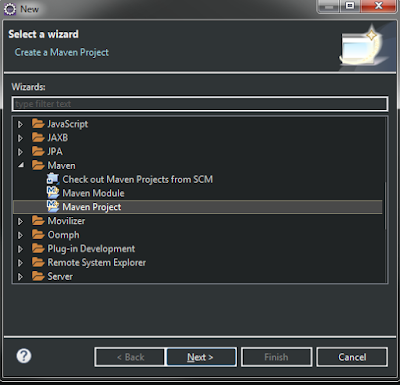 New
Select a wizard
Create a Maven Project
Wizards:
type filter text
JavaScript
JAXB
JPA
Maven
Check out Maven Projects from SCM
Maven Module
Maven Project
Movilizer
Oomph
Plug-in Development
Remote System Explorer
Server
?
< Back
Next >
Finish
Cancel